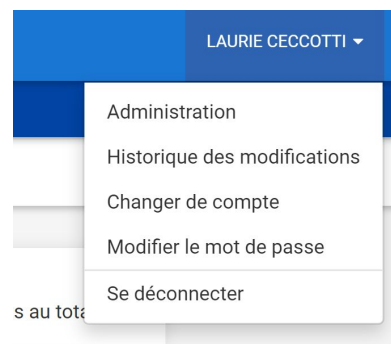 LAURIE CECCOTTI
Administration
Historique des modifications
Changer de compte
Modifier le mot de passe
Se déconnecter
s au tota